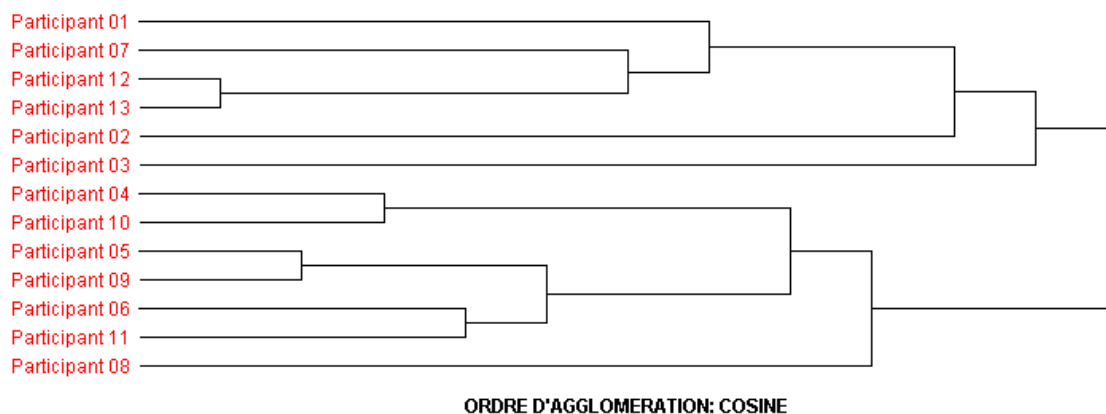 Participant 01
Participant 07
Participant 12
Participant 13
Participant 02
Participant 03
Participant 04
Participant 10
Participant 05
Participant 09
Participant 06
Participant 11
Participant 08
ORDRE D'AGGLOMERATION: COSINE